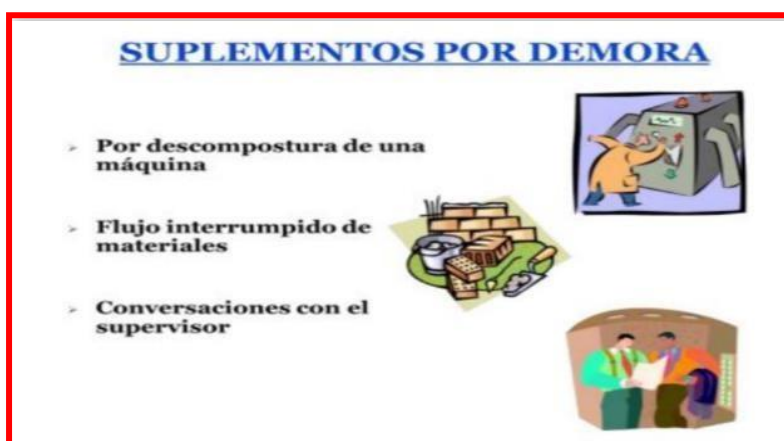 SUPLEMENTOS POR DEMORA
➢ Por descompostura de una
máquina
➢ Flujo interrumpido de
materiales
➢ Conversaciones con el
supervisor